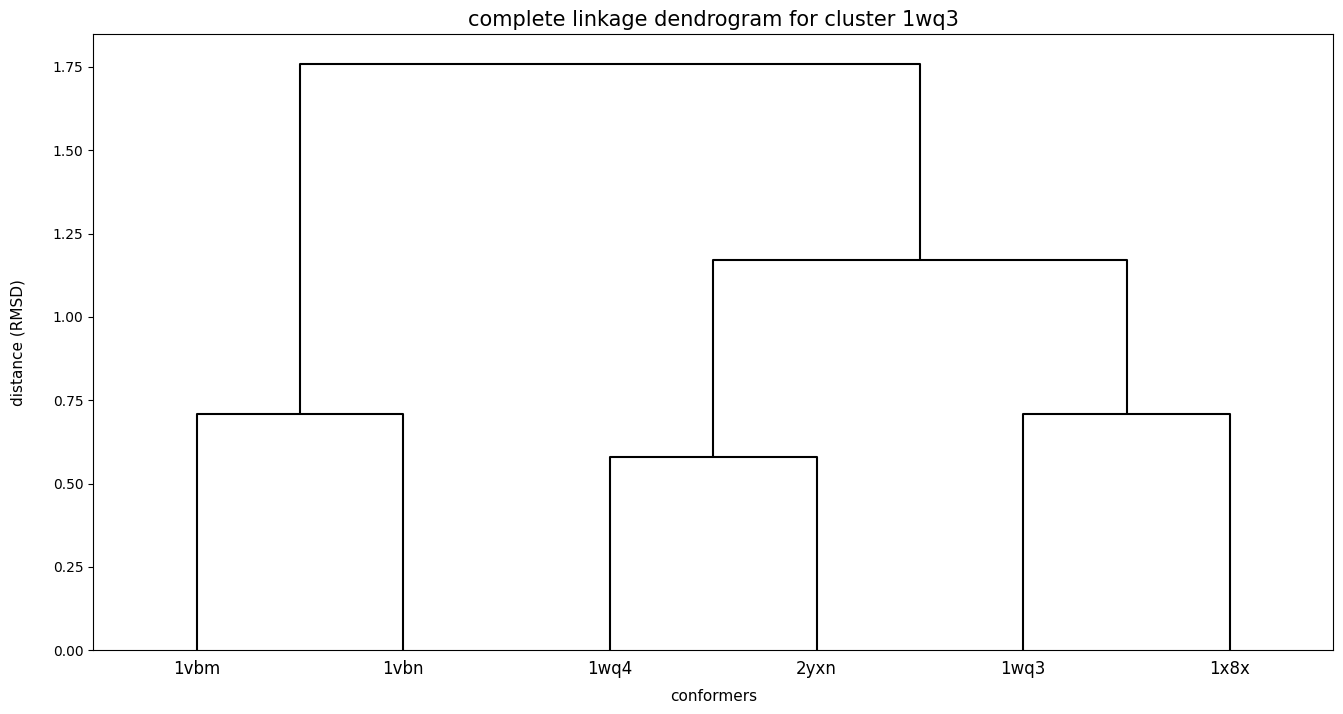 complete linkage dendrogram for cluster 1wq3
1.75
1.50
1.25
1.00
0.75
0.50
0.25
0.00
distance (RMSD)
1vbm 1vbn 1wq4 2yxn 1wq3 1x8x
conformers